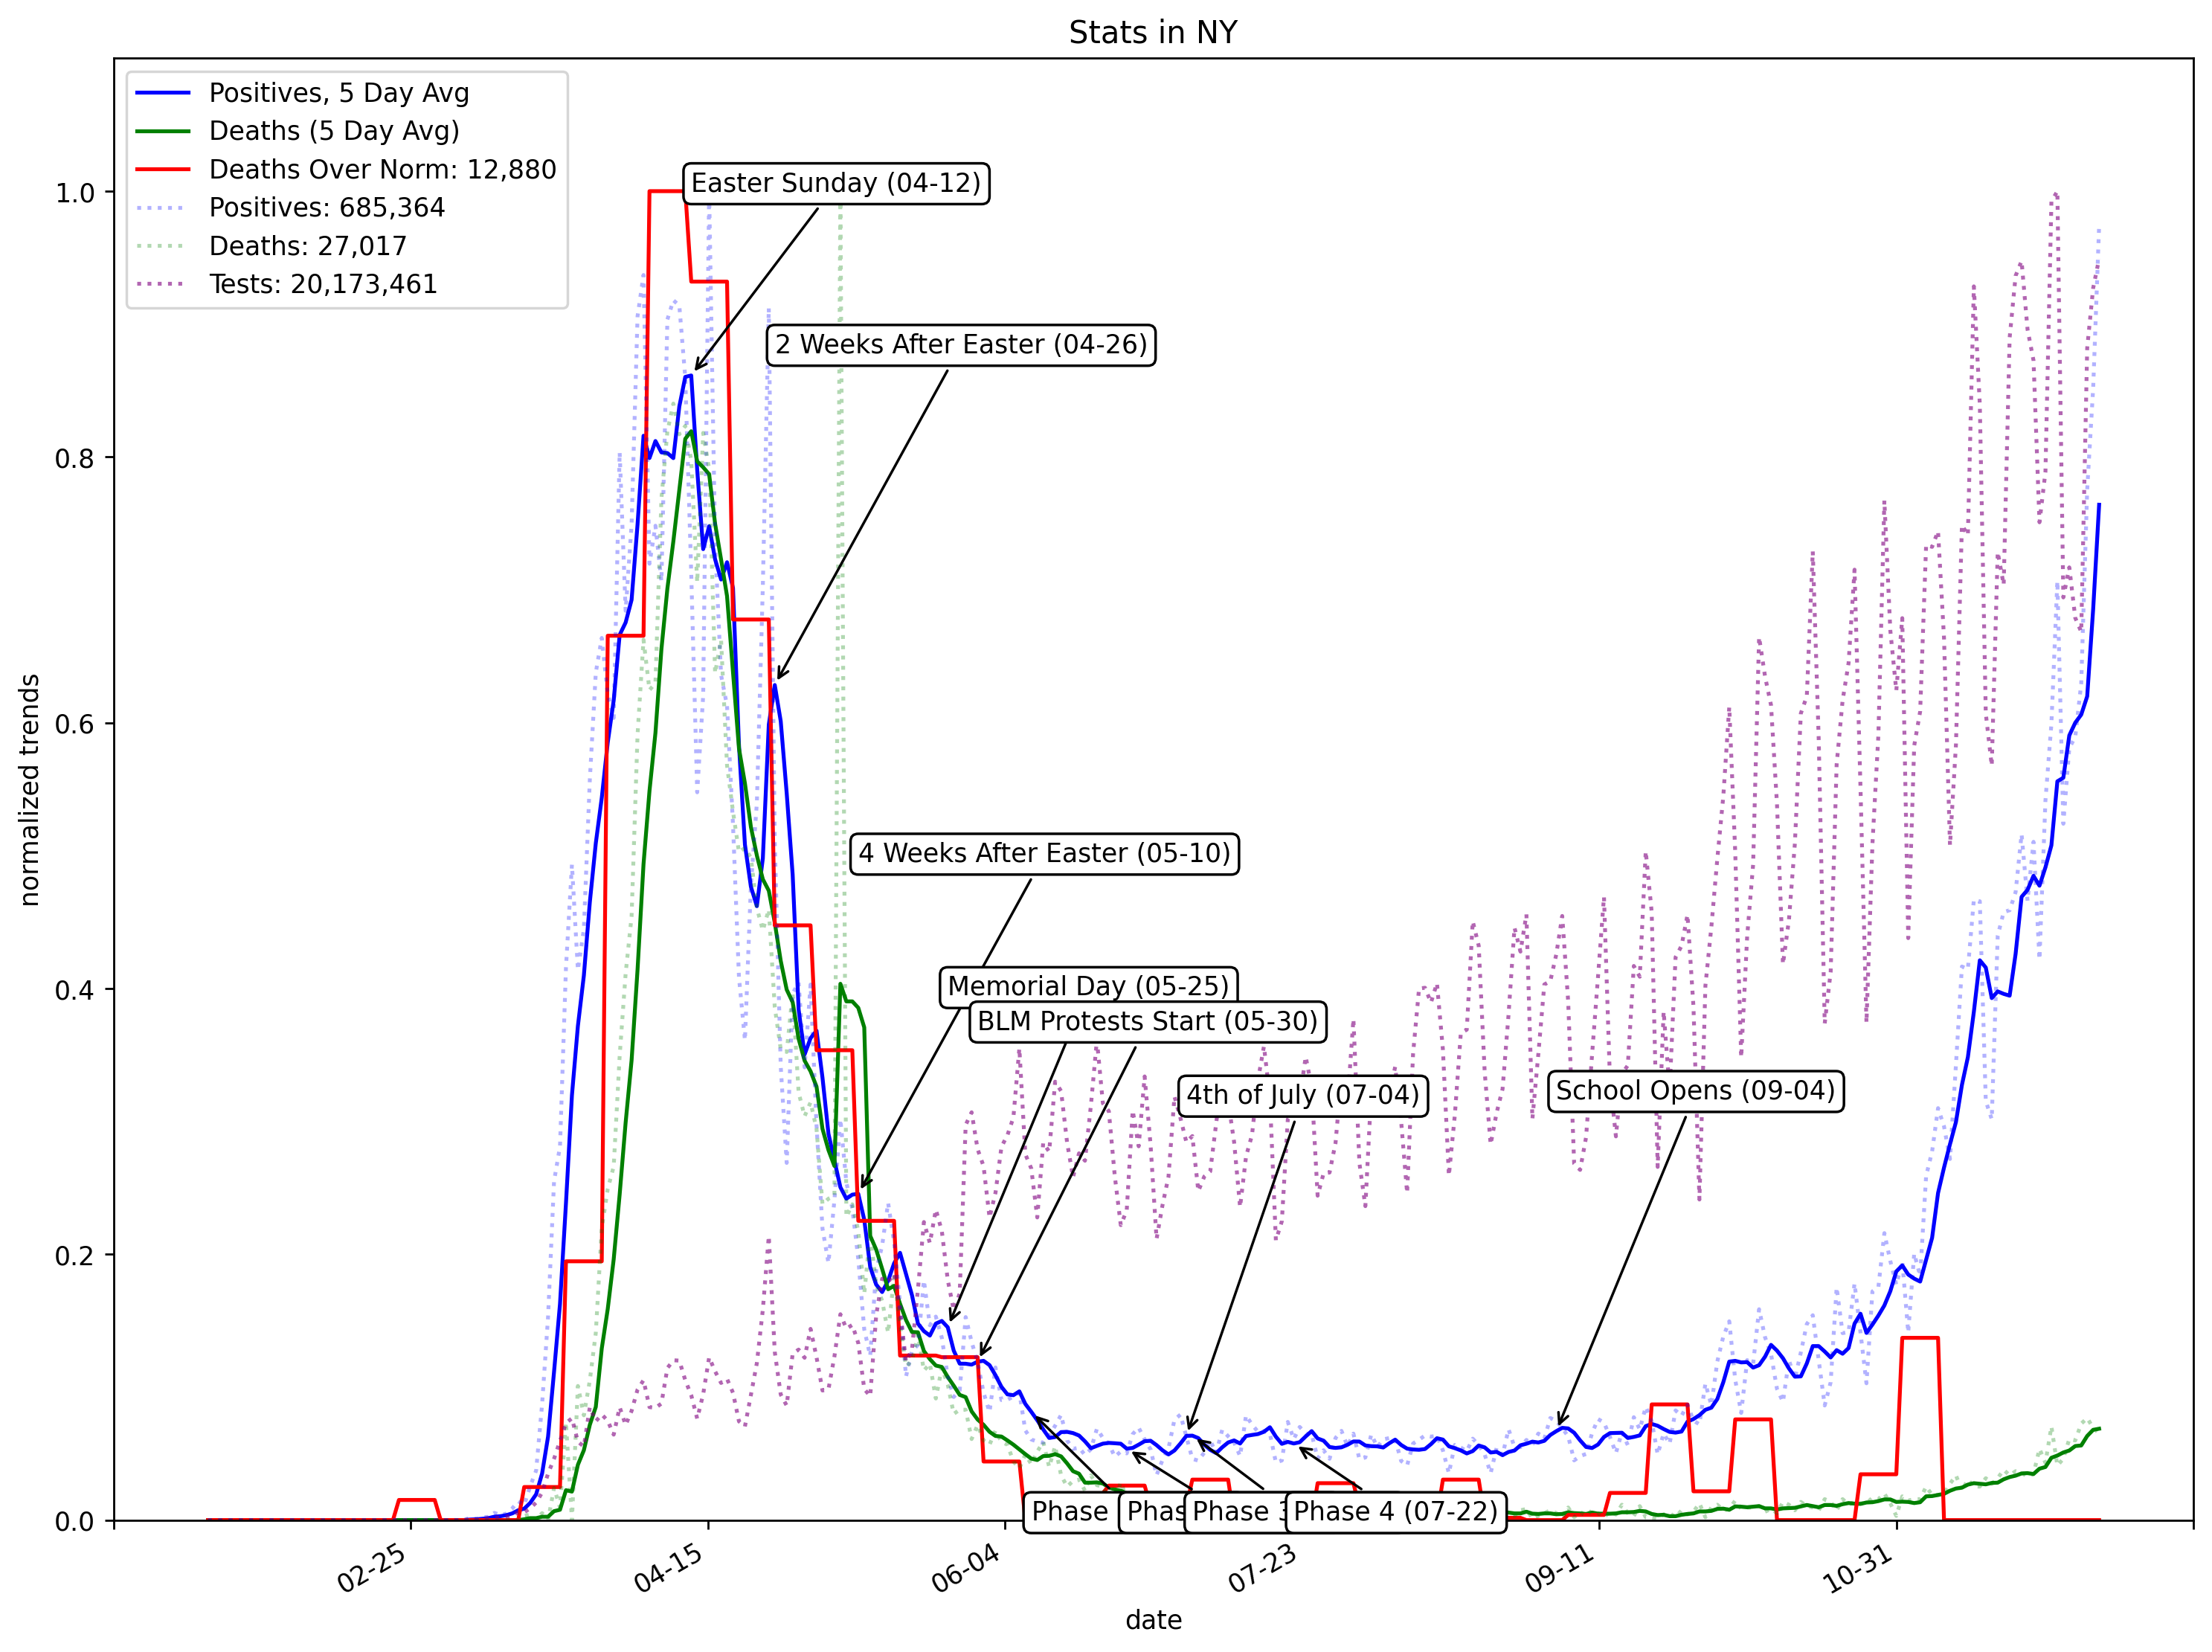 Stats in NY
Positives, 5 Day Avg
Deaths (5 Day Avg)
Deaths Over Norm: 12,880
Positives: 685,364
Deaths: 27,017
Tests: 20,173,461
Easter Sunday (04-12)
2 Weeks After Easter (04-26)
4 Weeks After Easter (05-10)
Memorial Day (05-25)
BLM Protests Start (05-30)
4th of July (07-04)
School Opens (09-04)
Phase
Phas
Phase 3
Phase 4 (07-22)
normalized trends
1.0
0.8
0.6
0.4
0.2
0.0
02-25
04-15
06-04
07-23
09-11
10-31
date